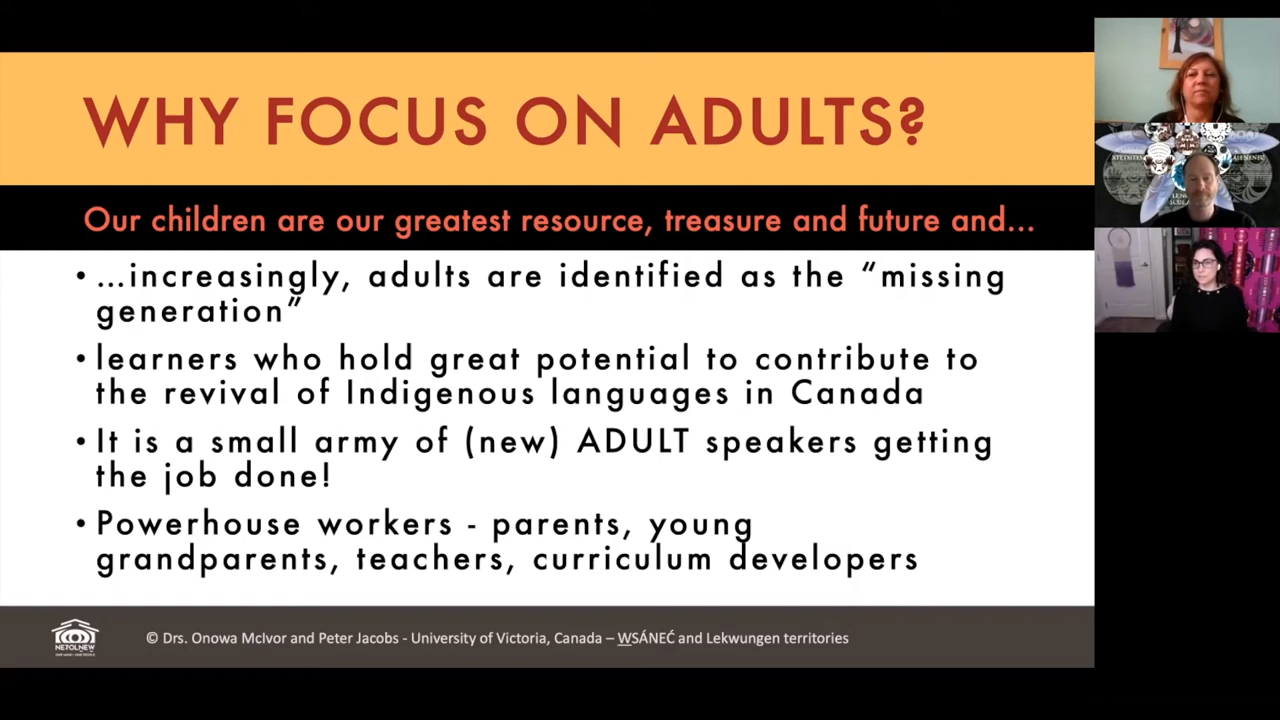 WHY FOCUS ON ADULTS?
Our children are our greatest resource, treasure and future and...
• ...increasingly, adults are identified as the “missing
generation”
• learners who hold great potential to contribute to
the revival of Indigenous languages in Canada
• It is a small army of (new) ADULT speakers getting
the job done!
• Powerhouse workers - parents, young
grandparents, teachers, curriculum developers
NEȾOLṈEW̱
© Drs. Onowa McIvor and Peter Jacobs - University of Victoria, Canada – W̱SÁNEĆ and Lekwungen territories